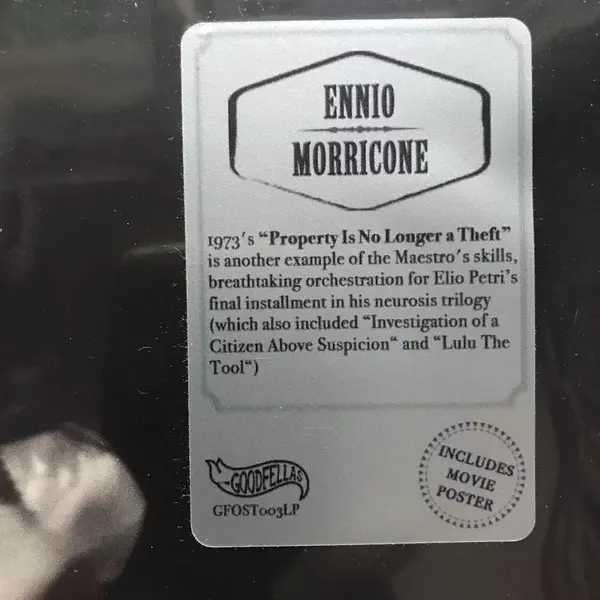 ENNIO
MORRICONE
1973's “Property Is No Longer a Theft”
is another example of the Maestro's skills,
breathtaking orchestration for Elio Petri's
final installment in his neurosis trilogy
(which also included “Investigation of a
Citizen Above Suspicion“ and “Lulu The
Tool“)
GOODFELLAS
GFOST003LP
INCLUDES
MOVIE
POSTER